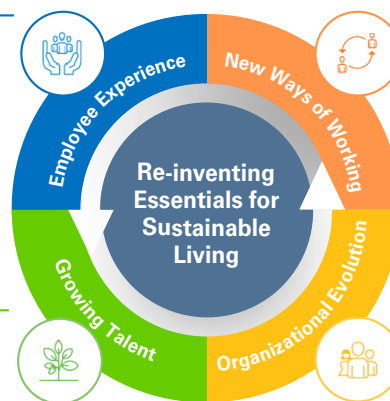 Employee Experience
New Ways of Working
Re-inventing
Essentials for
Sustainable
Living
Growing Talent
Organizational Evolution